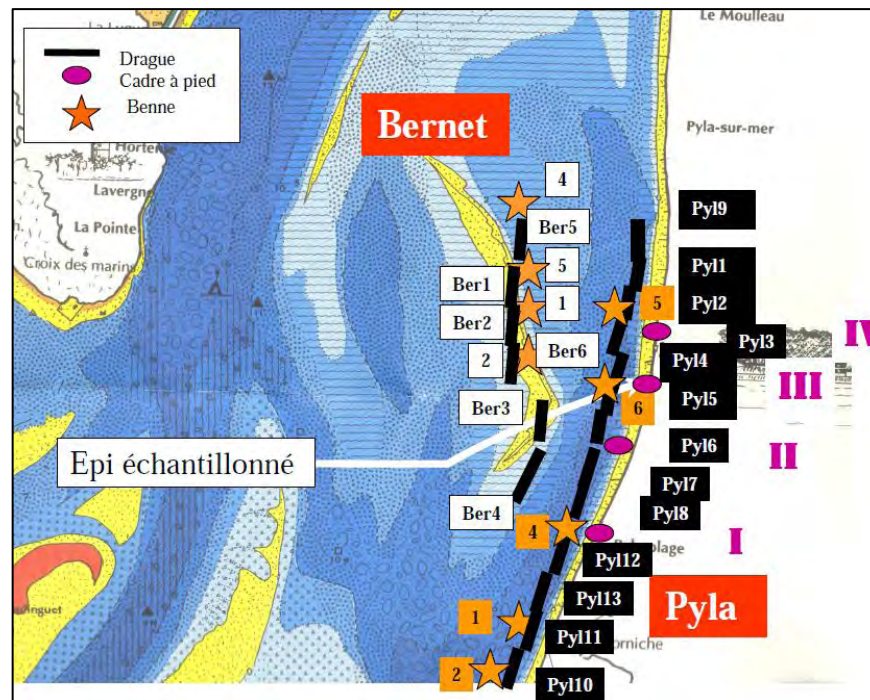 Drague
Cadre à pied
Benne
Le Moulleau
Pyla-sur-mer
Bernet
Lavergne
La Pointe
Croix des marins
4
Ber5
5
Ber1
1
Ber2
2
Ber6
Ber3
Ber4
Pyl9
Pyl1
Pyl2
5
Pyl3
IV
Pyl4
III
Pyl5
6
Pyl6
II
Epi échantillonné
Pyl7
Pyl8
4
I
Pyl12
Pyl13
Pyla
1
Pyl11
2
Pyl10